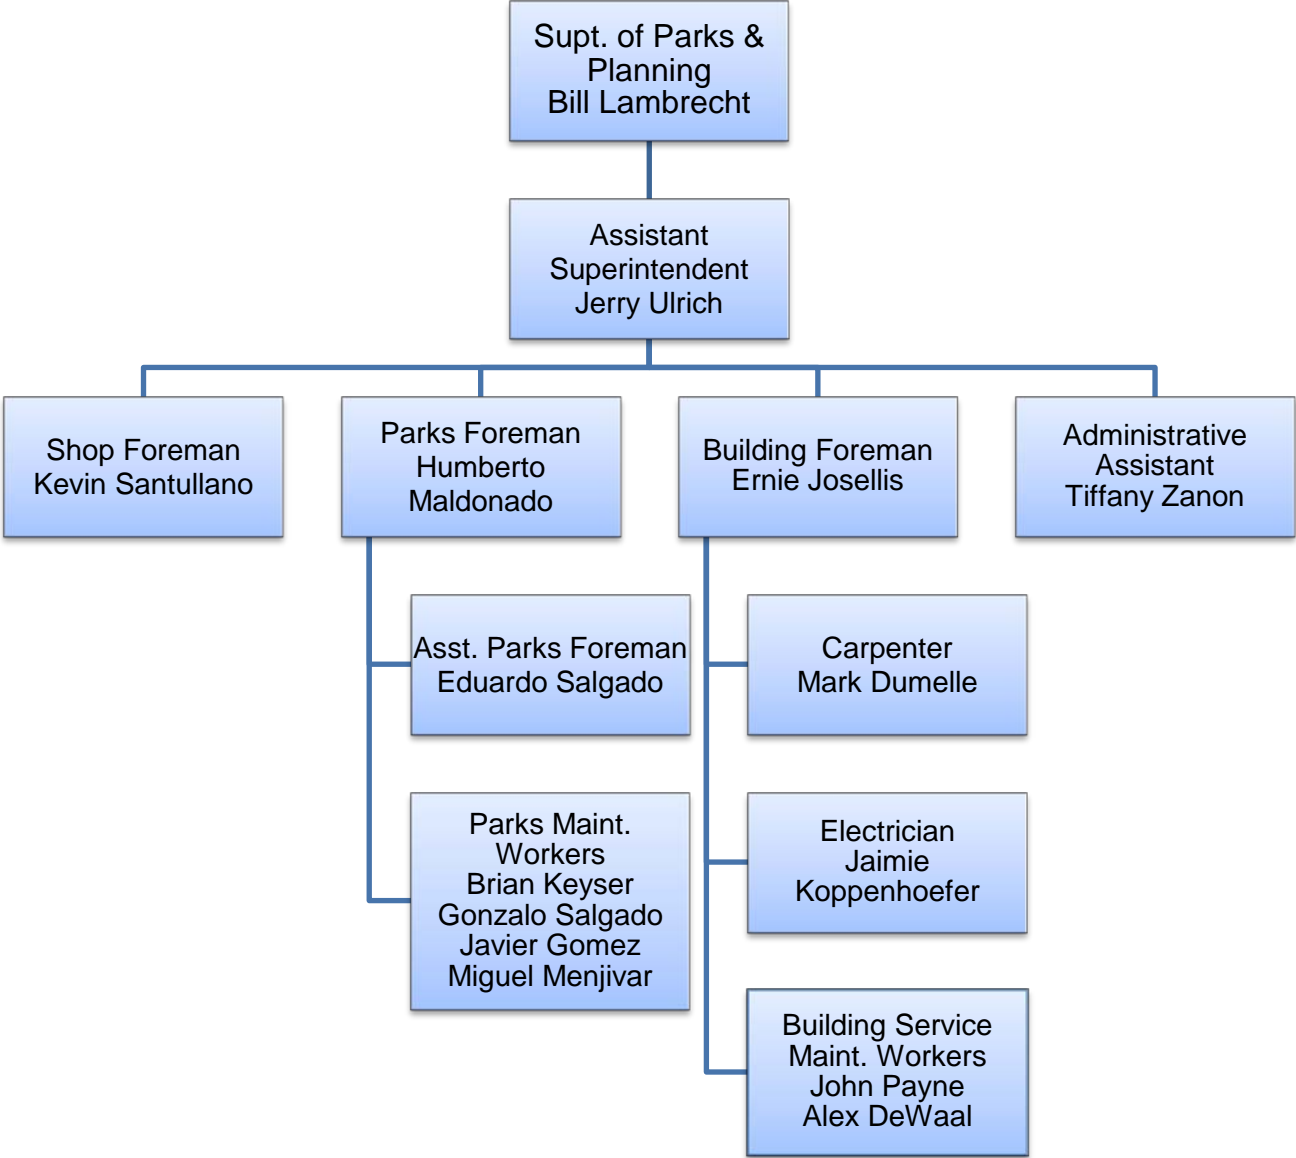 Supt. of Parks &
Planning
Bill Lambrecht
Assistant
Superintendent
Jerry Ulrich
Shop Foreman
Kevin Santullano
Parks Foreman
Humberto
Maldonado
Building Foreman
Ernie Josellis
Administrative
Assistant
Tiffany Zanon
Asst. Parks Foreman
Eduardo Salgado
Carpenter
Mark Dumelle
Parks Maint.
Workers
Brian Keyser
Gonzalo Salgado
Javier Gomez
Miguel Menjivar
Electrician
Jaimie
Koppenhoefer
Building Service
Maint. Workers
John Payne
Alex DeWaal